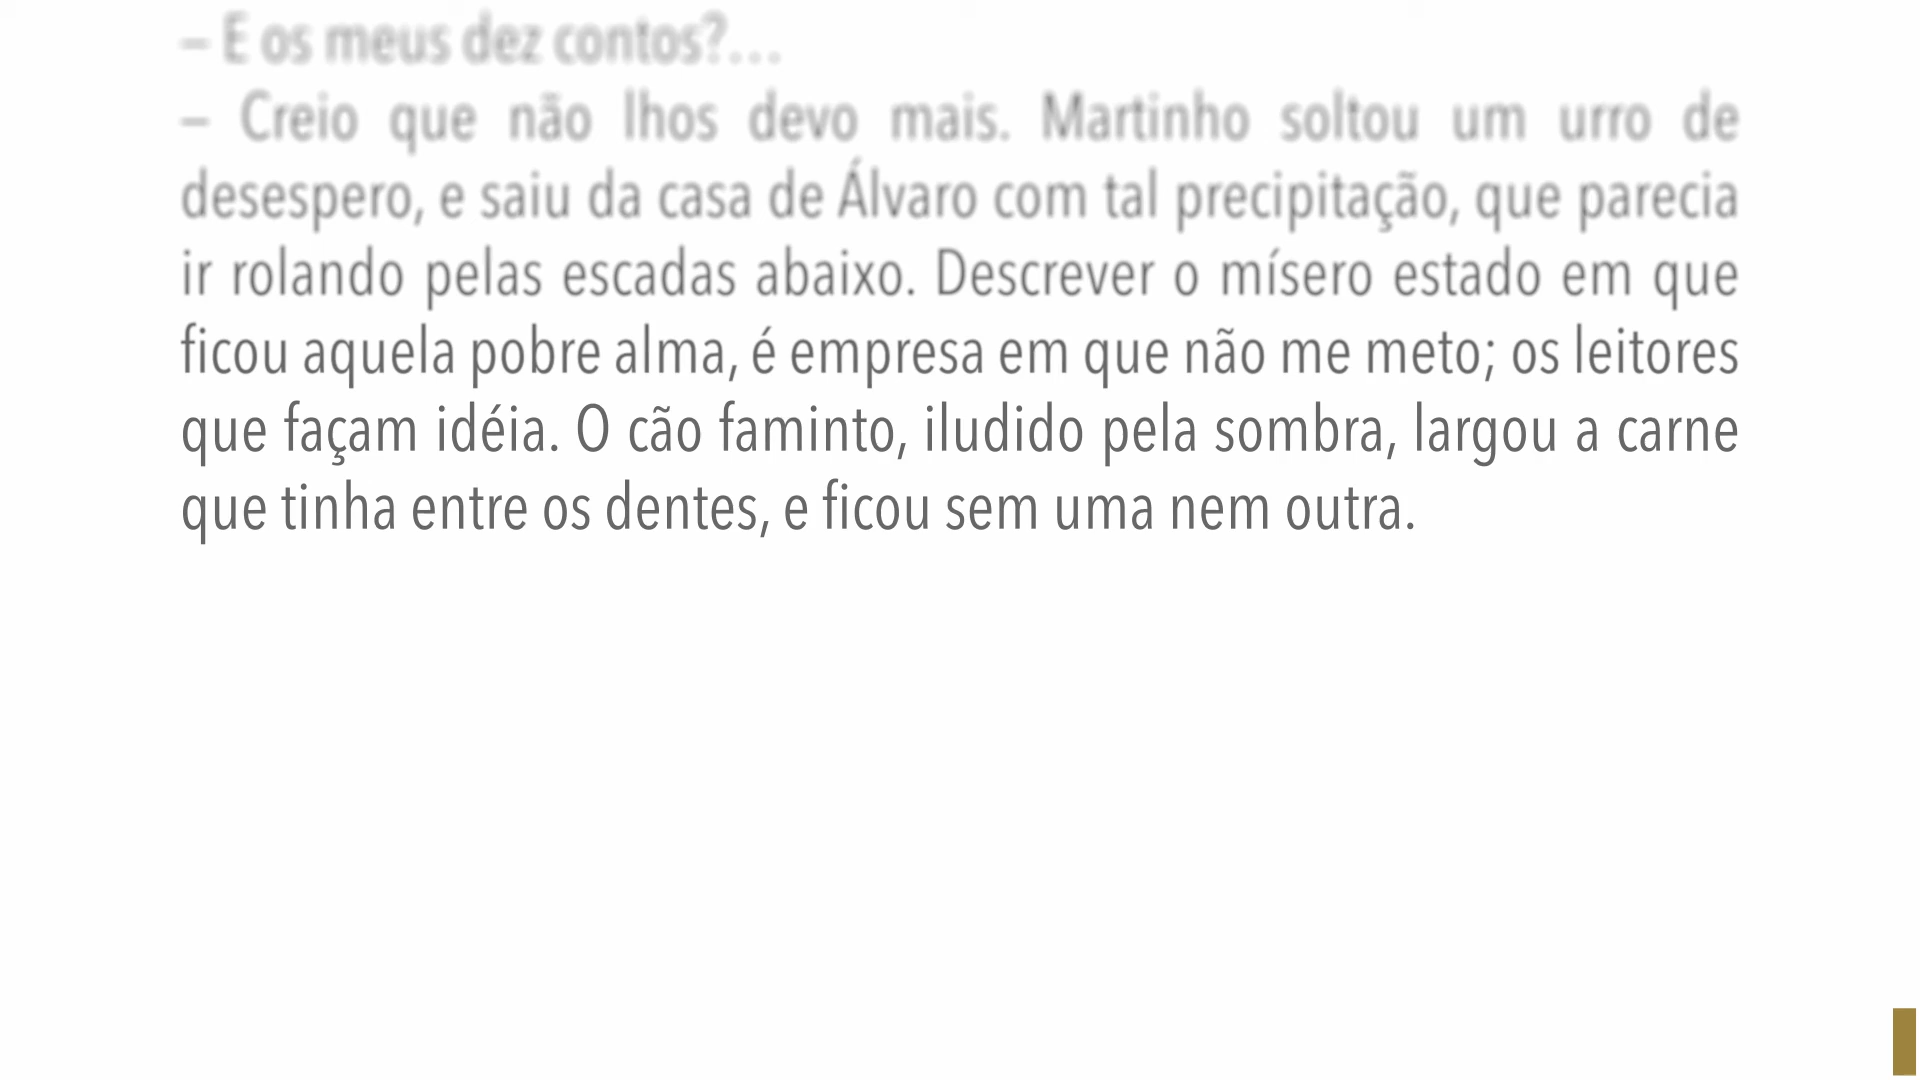 – E os meus dez contos?...
– Creio que não lhos devo mais. Martinho soltou um urro de
desespero, e saiu da casa de Álvaro com tal precipitação, que parecia
ir rolando pelas escadas abaixo. Descrever o mísero estado em que
ficou aquela pobre alma, é empresa em que não me meto; os leitores
que façam idéia. O cão faminto, iludido pela sombra, largou a carne
que tinha entre os dentes, e ficou sem uma nem outra.